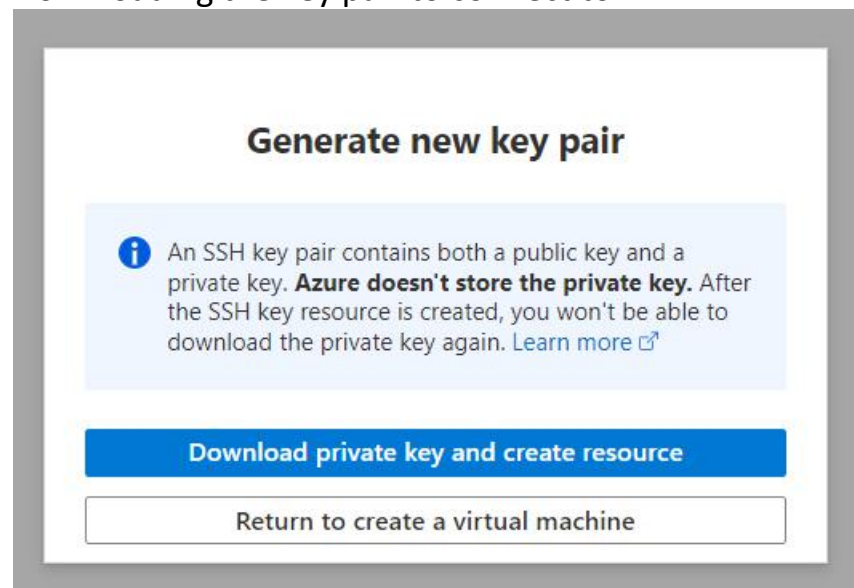 Generate new key pair
An SSH key pair contains both a public key and a
private key. Azure doesn't store the private key. After
the SSH key resource is created, you won't be able to
download the private key again. Learn more
Download private key and create resource
Return to create a virtual machine